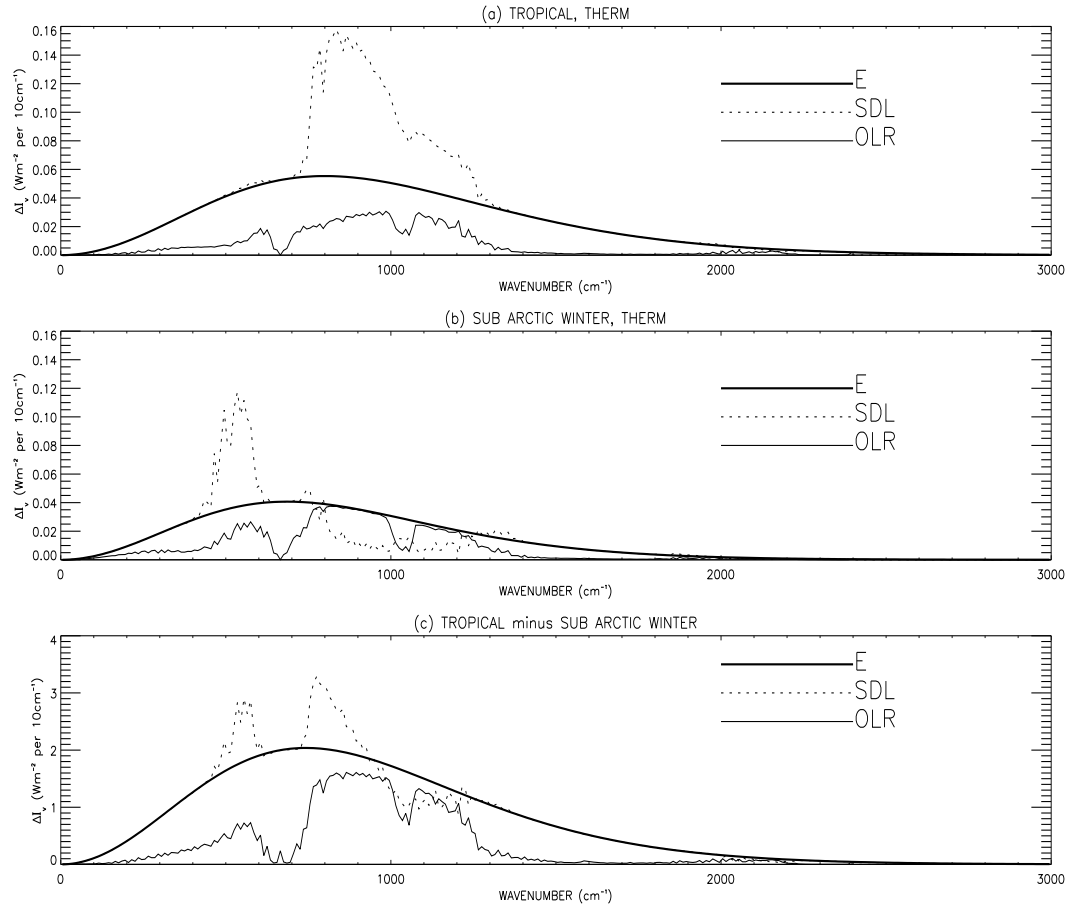 (a) TROPICAL, THERM
0.16
0.14
0.12
0.10
0.08
0.06
0.04
0.02
0.00
ΔIᵥ (Wm⁻² per 10cm⁻¹)
E
SDL
OLR
0 1000 2000 3000
WAVENUMBER (cm⁻¹)
(b) SUB ARCTIC WINTER, THERM
0.16
0.14
0.12
0.10
0.08
0.06
0.04
0.02
0.00
ΔIᵥ (Wm⁻² per 10cm⁻¹)
E
SDL
OLR
0 1000 2000 3000
WAVENUMBER (cm⁻¹)
(c) TROPICAL minus SUB ARCTIC WINTER
4
3
2
1
0
ΔIᵥ (Wm⁻² per 10cm⁻¹)
E
SDL
OLR
0 1000 2000 3000
WAVENUMBER (cm⁻¹)